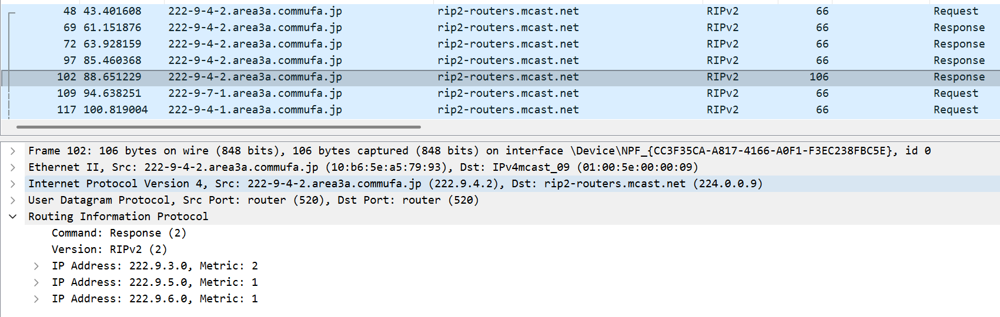 48 43.401608 222-9-4-2.area3a.commufa.jp rip2-routers.mcast.net RIPv2 66 Request
69 61.151876 222-9-4-2.area3a.commufa.jp rip2-routers.mcast.net RIPv2 66 Response
72 63.928159 222-9-4-2.area3a.commufa.jp rip2-routers.mcast.net RIPv2 66 Response
97 85.460368 222-9-4-2.area3a.commufa.jp rip2-routers.mcast.net RIPv2 66 Response
102 88.651229 222-9-4-2.area3a.commufa.jp rip2-routers.mcast.net RIPv2 106 Response
109 94.638251 222-9-7-1.area3a.commufa.jp rip2-routers.mcast.net RIPv2 66 Request
117 100.819004 222-9-4-1.area3a.commufa.jp rip2-routers.mcast.net RIPv2 66 Request
Frame 102: 106 bytes on wire (848 bits), 106 bytes captured (848 bits) on interface \Device\NPF_{CC3F35CA-A817-4166-A0F1-F3EC238FBC5E}, id 0
Ethernet II, Src: 222-9-4-2.area3a.commufa.jp (10:b6:5e:a5:79:93), Dst: IPv4mcast_09 (01:00:5e:00:00:09)
Internet Protocol Version 4, Src: 222-9-4-2.area3a.commufa.jp (222.9.4.2), Dst: rip2-routers.mcast.net (224.0.0.9)
User Datagram Protocol, Src Port: router (520), Dst Port: router (520)
Routing Information Protocol
Command: Response (2)
Version: RIPv2 (2)
IP Address: 222.9.3.0, Metric: 2
IP Address: 222.9.5.0, Metric: 1
IP Address: 222.9.6.0, Metric: 1